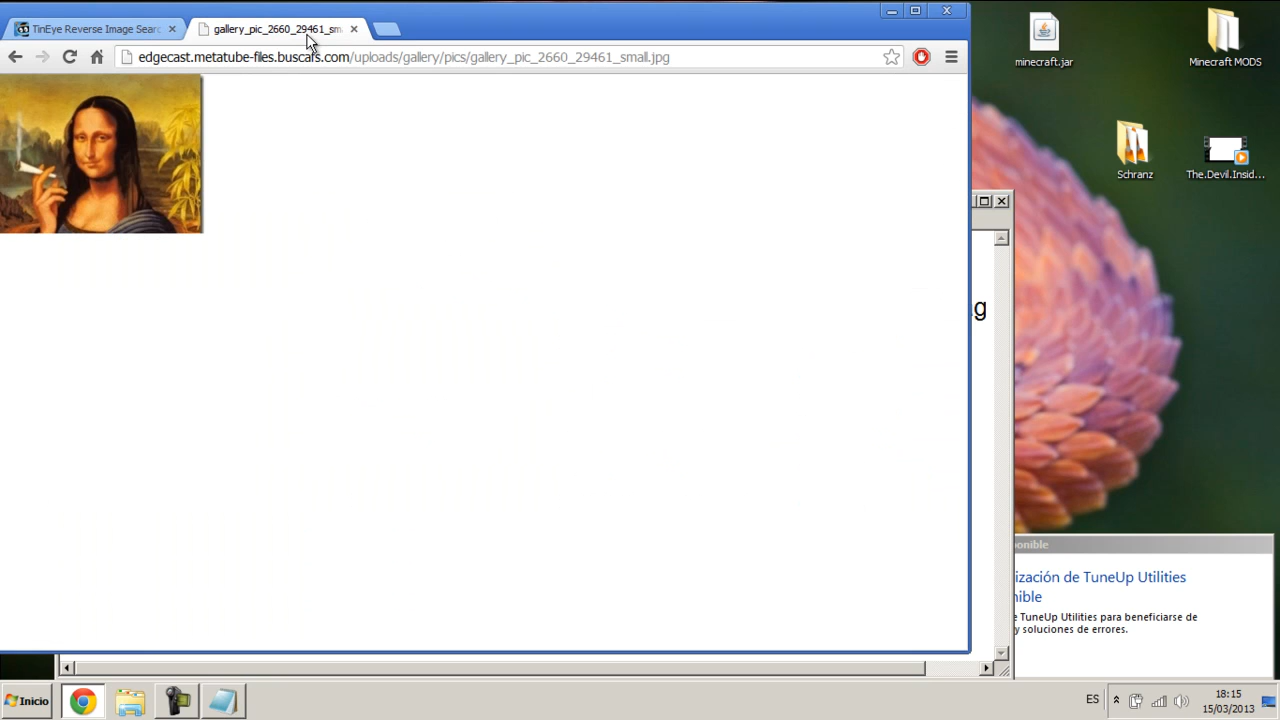 TinEye Reverse Image Searc
gallery_pic_2660_29461_sm
edgecast.metatube-files.buscafs.com/uploads/gallery/pics/gallery_pic_2660_29461_small.jpg
minecraft.jar
Minecraft MODS
Schranz
The.Devil.Insid...
g
onible
ización de TuneUp Utilities
nible
e TuneUp Utilities para beneficiarse de
y soluciones de errores.
Inicio
ES
18:15
15/03/2013